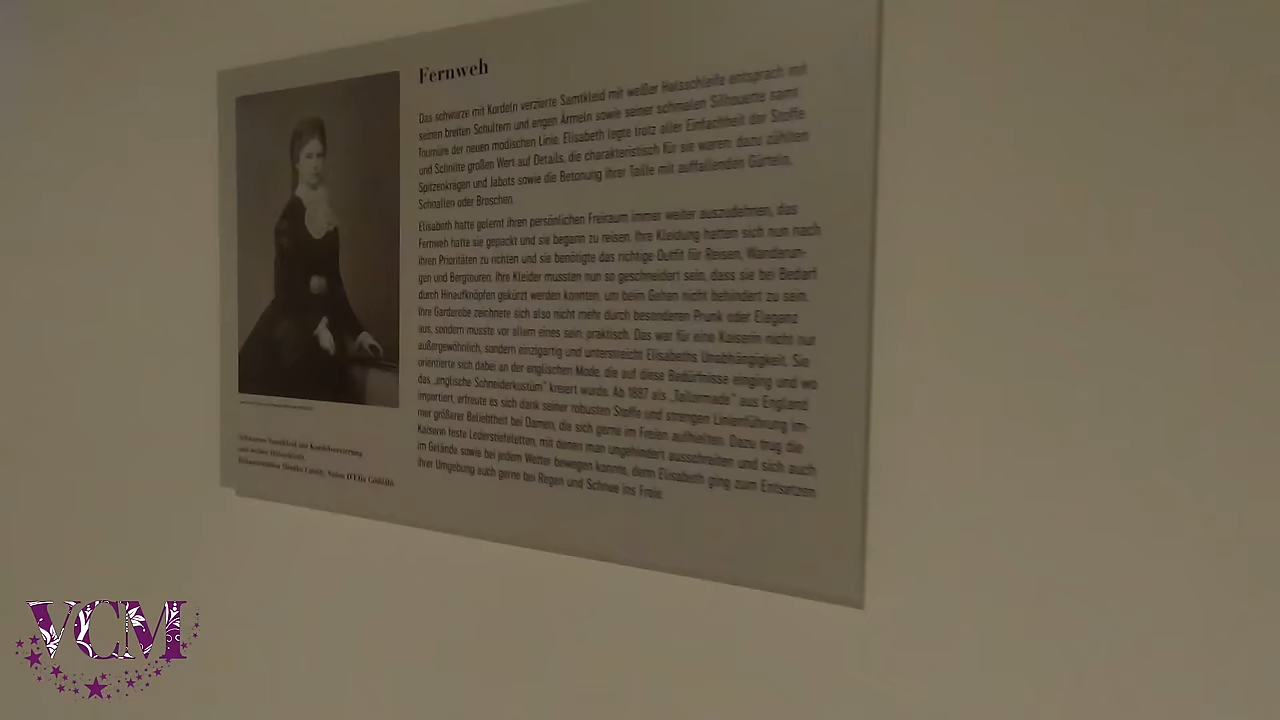 Fernweh
Das schwarze mit Kordeln verzierte Samtkleid mit weißer Halsschleife entsprach mit
seinen breiten Schultern und engen Ärmeln sowie seiner schmalen Silhouette samt
Tournüre der neuen modischen Linie. Elisabeth legte trotz aller Einfachheit der Stoffe
und Schnitte großen Wert auf Details, die charakteristisch für sie waren: dazu zählten
Spitzenkrägen und Jabots sowie die Betonung ihrer Taille mit auffallenden Gürteln,
Schnallen oder Broschen.
Elisabeth hatte gelernt ihren persönlichen Freiraum immer weiter auszudehnen, das
Fernweh hatte sie gepackt und sie begann zu reisen. Ihre Kleidung hatten sich nun nach
ihren Prioritäten zu richten und sie benötigte das richtige Outfit für Reisen, Wanderun-
gen und Bergtouren. Ihre Kleider mussten nun so geschneidert sein, dass sie bei Bedarf
durch Hinaufknöpfen gekürzt werden konnten, um beim Gehen nicht behindert zu sein.
Ihre Garderobe zeichnete sich also nicht mehr durch besonderen Prunk oder Eleganz
aus, sondern musste vor allem eines sein: praktisch. Das war für eine Kaiserin nicht nur
außergewöhnlich, sondern einzigartig und unterstreicht Elisabeths Unabhängigkeit. Sie
orientierte sich dabei an der englischen Mode, die auf diese Bedürfnisse einging und wo
das „englische Schneiderkostüm" kreiert wurde. Ab 1887 als „Tailormade" aus England
importiert, erfreute es sich dank seiner robusten Stoffe und strengen Linienführung im-
mer größerer Beliebtheit bei Damen, die sich gerne im Freien aufhielten. Dazu trug die
Kaiserin feste Lederstiefeletten, mit denen man ungehindert ausschreiten und sich auch
im Gelände sowie bei jedem Wetter bewegen konnte, denn Elisabeth ging zum Entsetzen
ihrer Umgebung auch gerne bei Regen und Schnee ins Freie.
Schwarzes Samtkleid mit Kordelverzierung
und weißer Halsschleife
VCM